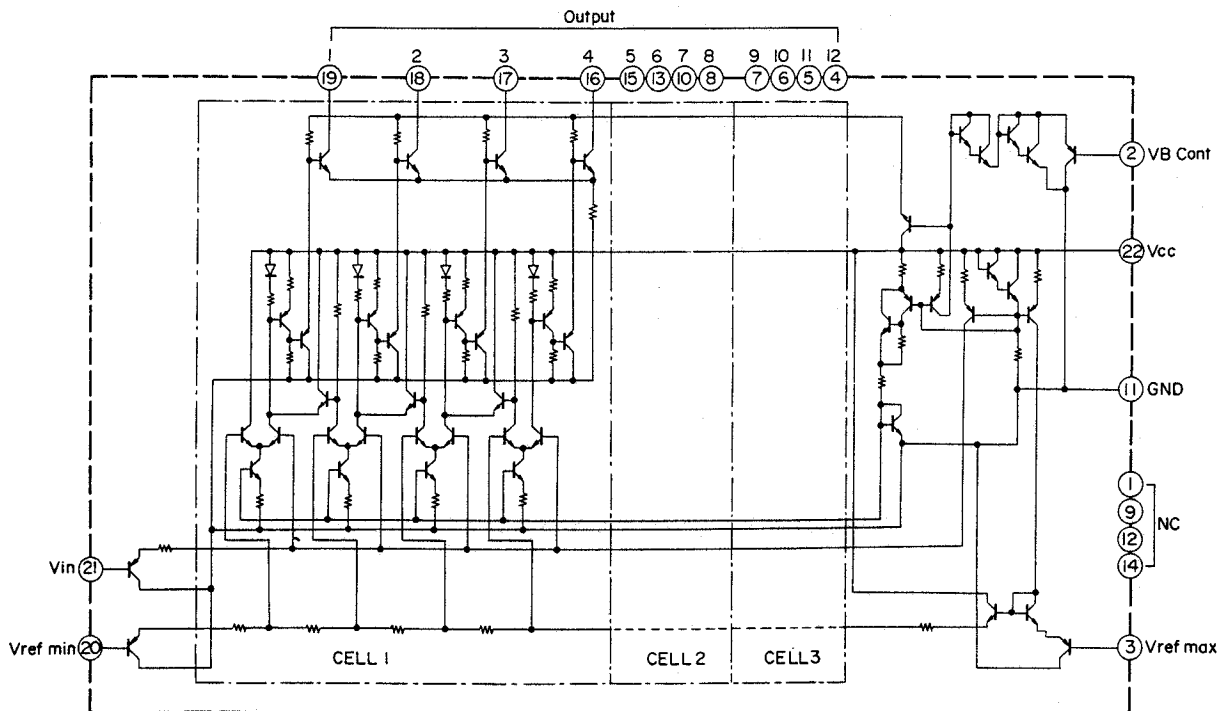 Output
2 3 4 5 6 7 8 9 10 11 12
19 18 17 16 15 13 10 8 7 6 5 4
2 VB Cont
22 Vcc
11 GND
1
9
NC
12
14
Vin 21
Vref min 20
3 Vref max
CELL 1 CELL 2 CELL 3